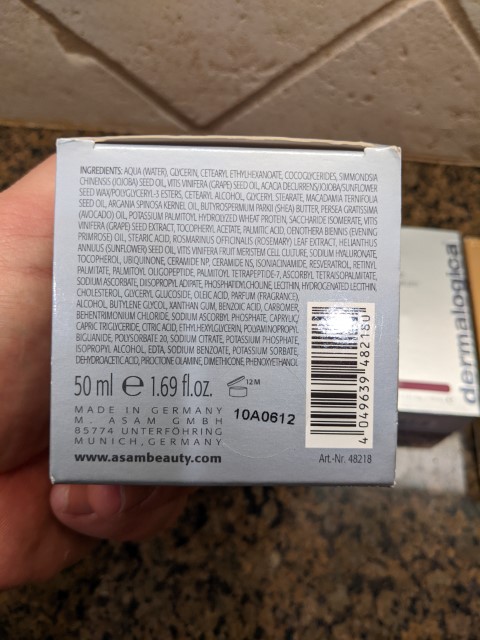 INGREDIENTS: AQUA (WATER), GLYCERIN, CETEARYL ETHYLHEXANOATE, COCOGLYCERIDES, SIMMONDSIA
CHINENSIS (JOJOBA) SEED OIL, VITIS VINIFERA (GRAPE) SEED OIL, ACACIA DECURRENS/JOJOBA/SUNFLOWER
SEED WAX/POLYGLYCERYL-3 ESTERS, CETEARYL ALCOHOL, GLYCERYL STEARATE, MACADAMIA TERNIFOLIA
SEED OIL, ARGANIA SPINOSA KERNEL OIL, BUTYROSPERMUM PARKII (SHEA) BUTTER, PERSEA GRATISSIMA
(AVOCADO) OIL, POTASSIUM PALMITOYL HYDROLYZED WHEAT PROTEIN, SACCHARIDE ISOMERATE, VITIS
VINIFERA (GRAPE) SEED EXTRACT, TOCOPHERYL ACETATE, PALMITIC ACID, OENOTHERA BIENNIS (EVENING
PRIMROSE) OIL, STEARIC ACID, ROSMARINUS OFFICINALIS (ROSEMARY) LEAF EXTRACT, HELIANTHUS
ANNUUS (SUNFLOWER) SEED OIL, VITIS VINIFERA FRUIT MERISTEM CELL CULTURE, SODIUM HYALURONATE,
TOCOPHEROL, UBIQUINONE, CERAMIDE NP, CERAMIDE NS, ISONIACINAMIDE, RESVERATROL, RETINYL
PALMITATE, PALMITOYL OLIGOPEPTIDE, PALMITOYL TETRAPEPTIDE-7, ASCORBYL TETRAISOPALMITATE,
SODIUM ASCORBATE, DIISOPROPYL ADIPATE, PHOSPHATIDYLCHOLINE, LECITHIN, HYDROGENATED LECITHIN,
CHOLESTEROL, GLYCERYL GLUCOSIDE, OLEIC ACID, PARFUM (FRAGRANCE),
ALCOHOL, BUTYLENE GLYCOL, XANTHAN GUM, BENZOIC ACID, CARBOMER,
BEHENTRIMONIUM CHLORIDE, SODIUM ASCORBYL PHOSPHATE, CAPRYLIC/
CAPRIC TRIGLYCERIDE, CITRIC ACID, ETHYLHEXYLGLYCERIN, POLYAMINOPROPYL
BIGUANIDE, POLYSORBATE 20, SODIUM CITRATE, POTASSIUM PHOSPHATE,
ISOPROPYL ALCOHOL, EDTA, SODIUM BENZOATE, POTASSIUM SORBATE,
DEHYDROACETIC ACID, PIROCTONE OLAMINE, DIMETHICONE, PHENOXYETHANOL
50 ml e 1.69 fl.oz. 12 M
MADE IN GERMANY
M. ASAM GMBH
85774 UNTERFÖHRING
MUNICH, GERMANY
www.asambeauty.com
10A0612
4 049639 482180
Art.-Nr. 48218
dermalogica